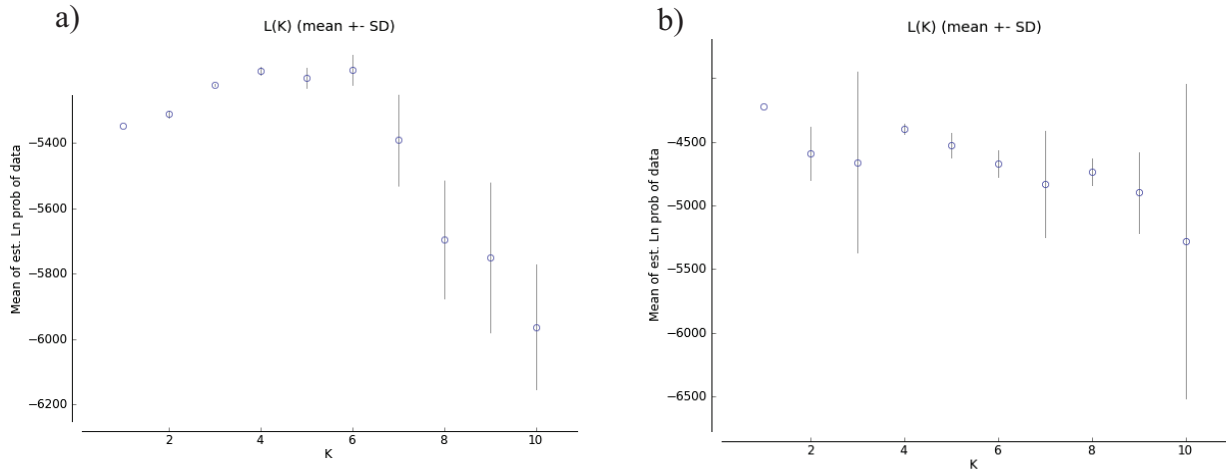 a)
L(K) (mean +- SD)
Mean of est. Ln prob of data
−5400
−5600
−5800
−6000
−6200
2 4 6 8 10
K
b)
L(K) (mean +- SD)
Mean of est. Ln prob of data
−4500
−5000
−5500
−6000
−6500
2 4 6 8 10
K